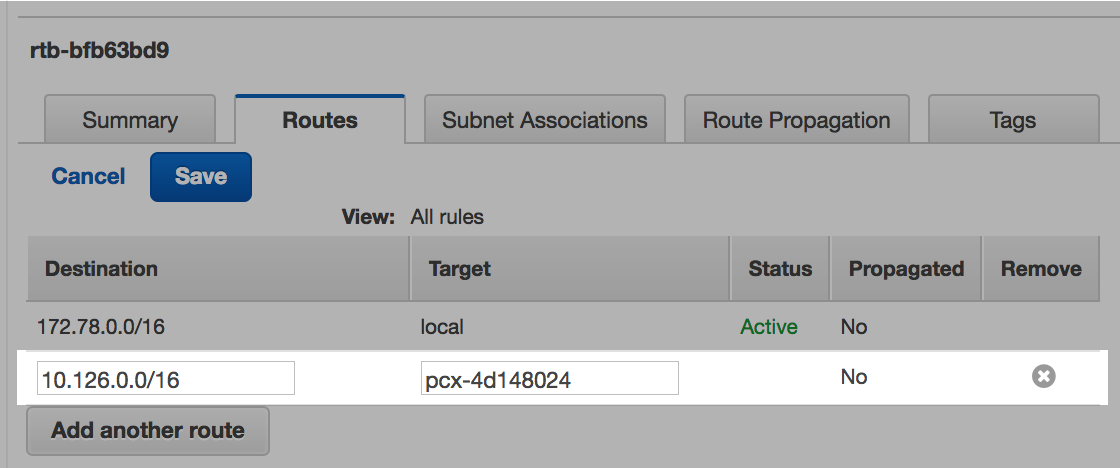 rtb-bfb63bd9
Summary Routes Subnet Associations Route Propagation Tags
Cancel Save
View: All rules
Destination Target Status Propagated Remove
172.78.0.0/16 local Active No
10.126.0.0/16 pcx-4d148024 No
Add another route